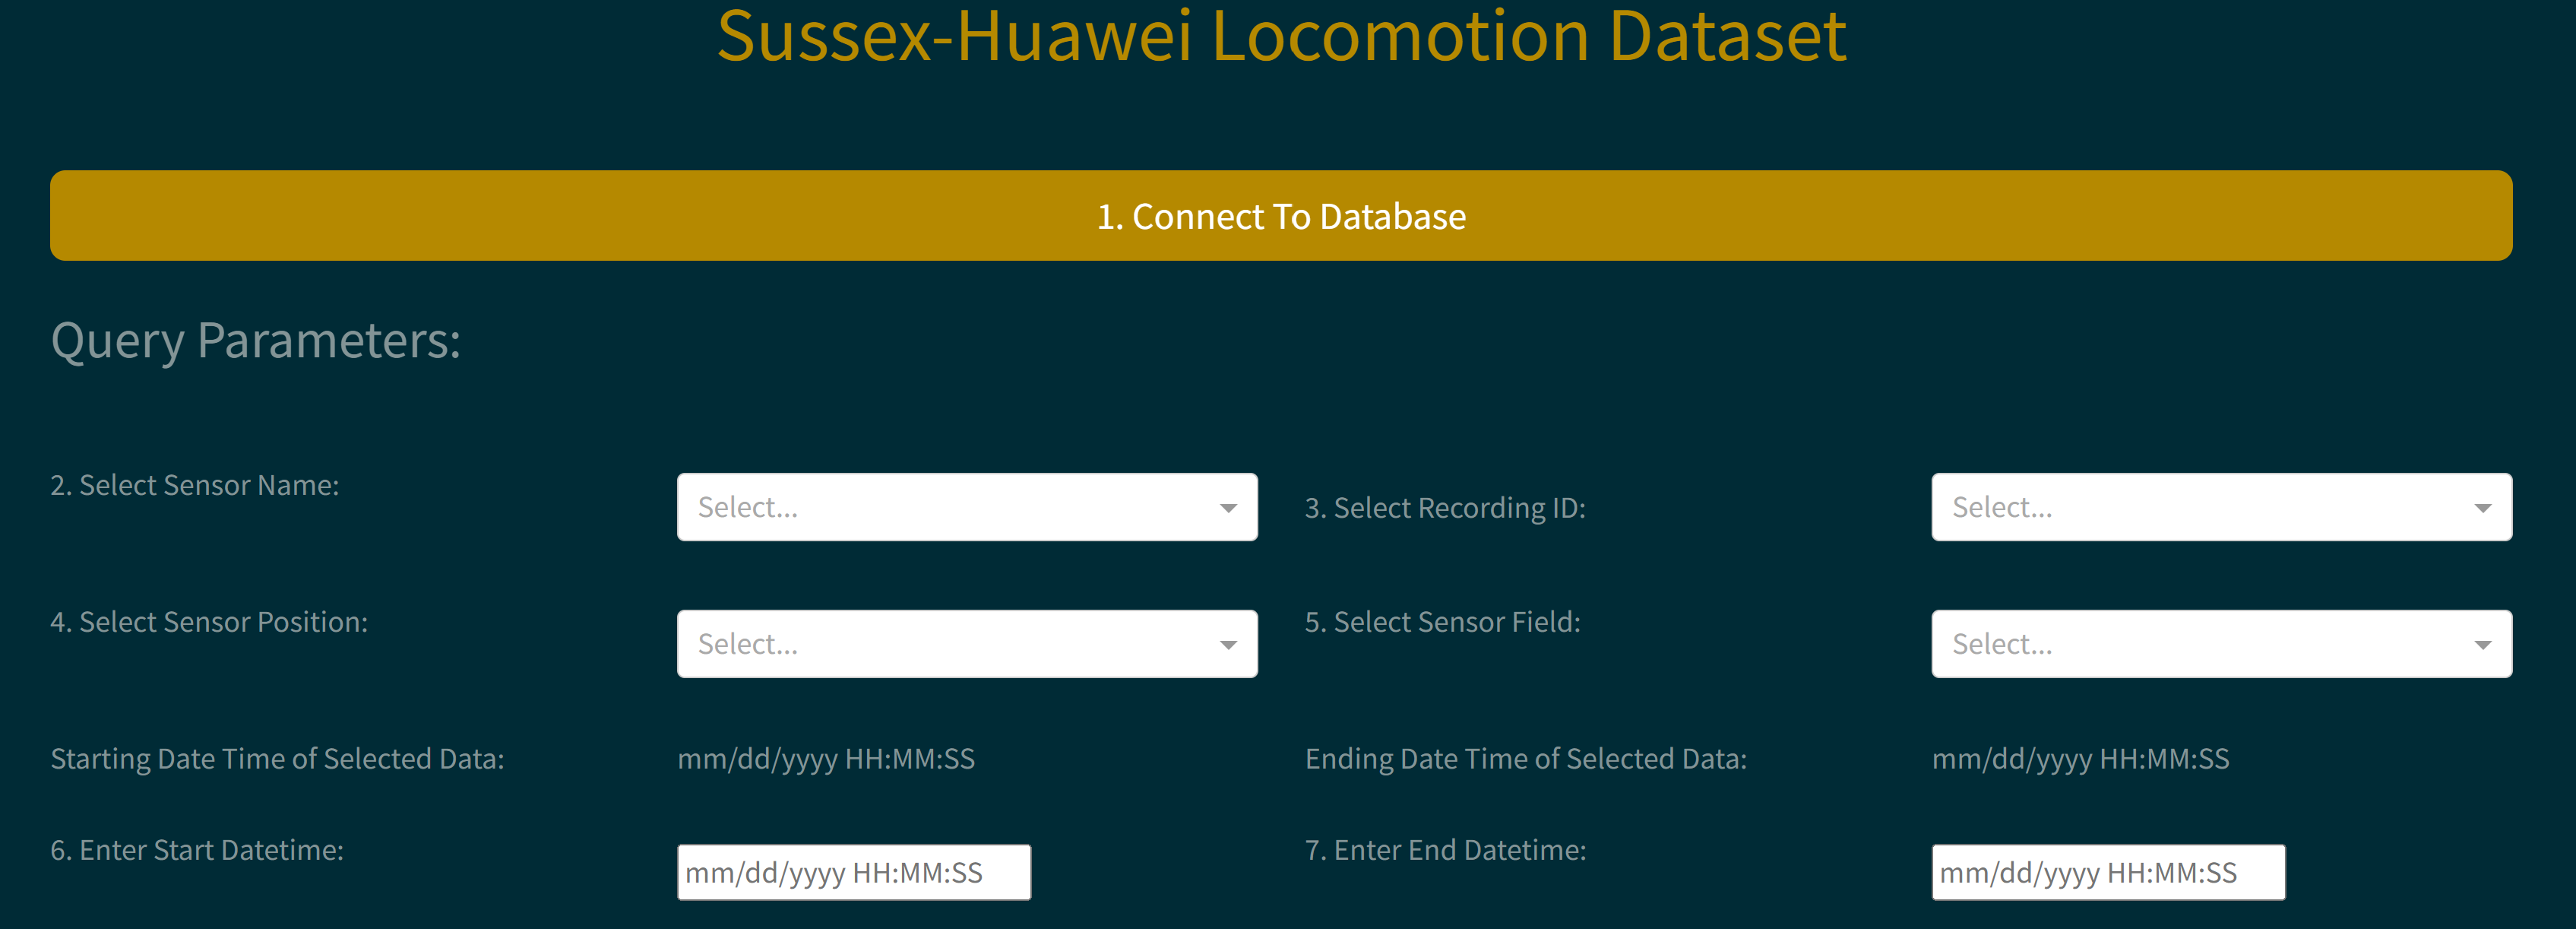 Sussex-Huawei Locomotion Dataset
1. Connect To Database
Query Parameters:
2. Select Sensor Name:
Select...
3. Select Recording ID:
Select...
4. Select Sensor Position:
Select...
5. Select Sensor Field:
Select...
Starting Date Time of Selected Data:
mm/dd/yyyy HH:MM:SS
Ending Date Time of Selected Data:
mm/dd/yyyy HH:MM:SS
6. Enter Start Datetime:
mm/dd/yyyy HH:MM:SS
7. Enter End Datetime:
mm/dd/yyyy HH:MM:SS